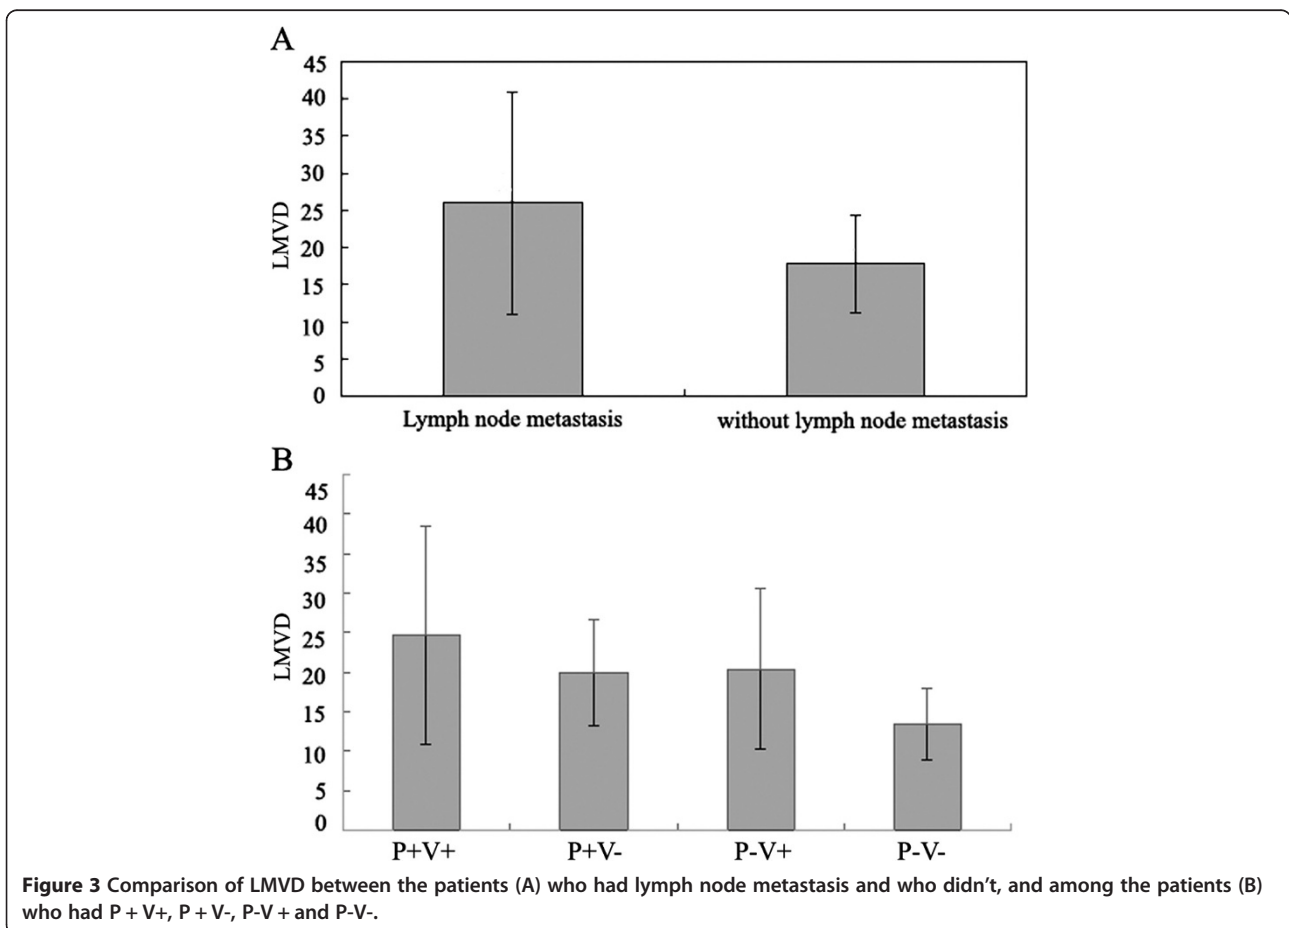 A
45
40
35
30
25
20
15
10
5
0
LMVD
Lymph node metastasis
without lymph node metastasis
B
45
40
35
30
25
20
15
10
5
0
LMVD
P+V+
P+V-
P-V+
P-V-
Figure 3 Comparison of LMVD between the patients (A) who had lymph node metastasis and who didn’t, and among the patients (B)
who had P + V+, P + V-, P-V + and P-V-.